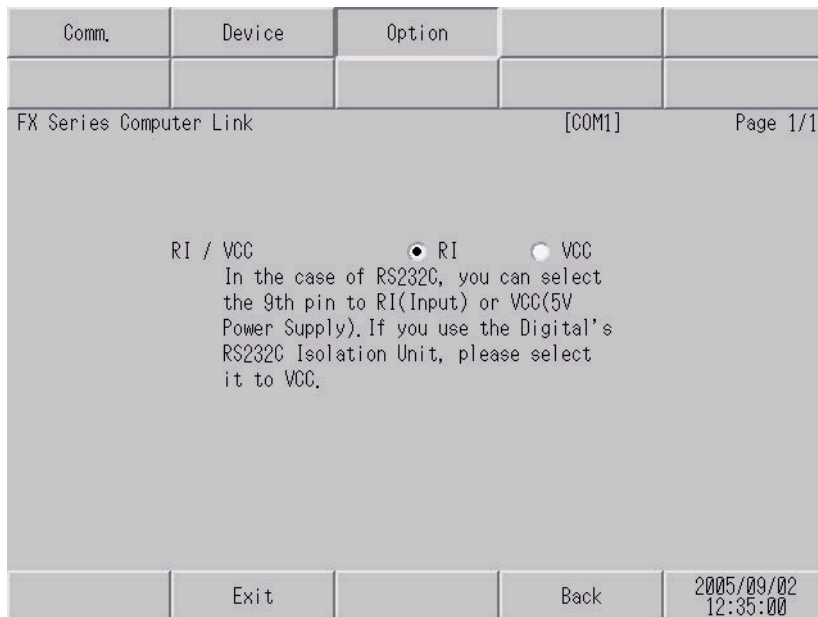 Comm. Device Option
FX Series Computer Link [COM1] Page 1/1
RI / VCC RI VCC
In the case of RS232C, you can select
the 9th pin to RI(Input) or VCC(5V
Power Supply).If you use the Digital's
RS232C Isolation Unit, please select
it to VCC.
Exit Back 2005/09/02
12:35:00